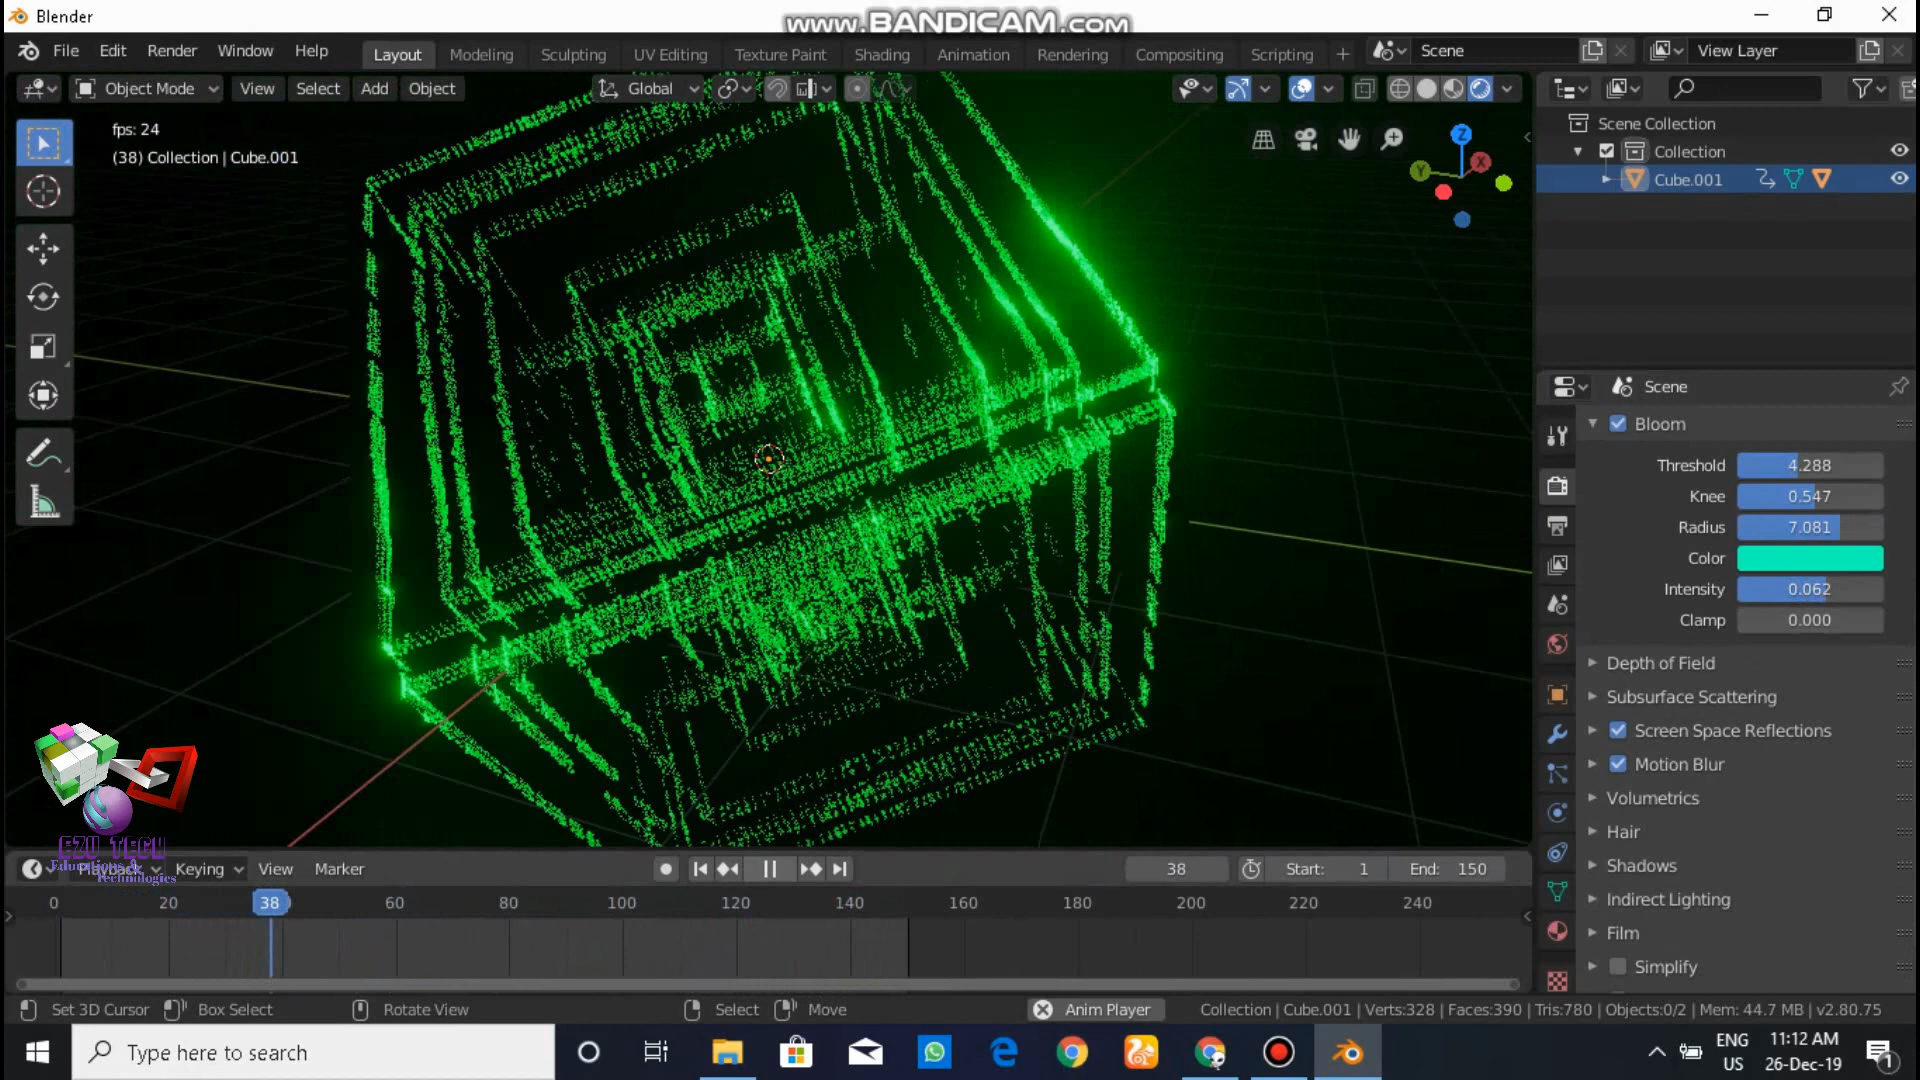 Blender
www.BANDICAM.com
File Edit Render Window Help
Layout Modeling Sculpting UV Editing Texture Paint Shading Animation Rendering Compositing Scripting +
Scene
View Layer
Object Mode View Select Add Object
Global
fps: 24
(38) Collection | Cube.001
Z
X
Y
Scene Collection
Collection
Cube.001
Scene
Bloom
Threshold 4.288
Knee 0.547
Radius 7.081
Color
Intensity 0.062
Clamp 0.000
Depth of Field
Subsurface Scattering
Screen Space Reflections
Motion Blur
Volumetrics
Hair
Shadows
Indirect Lighting
Film
Simplify
EZU TECH
Educations &
Technologies
Playback Keying View Marker
38
Start: 1
End: 150
0 20 38 60 80 100 120 140 160 180 200 220 240
Set 3D Cursor Box Select Rotate View Select Move Anim Player
Collection | Cube.001 | Verts:328 | Faces:390 | Tris:780 | Objects:0/2 | Mem: 44.7 MB | v2.80.75
Type here to search
ENG
US
11:12 AM
26-Dec-19
1